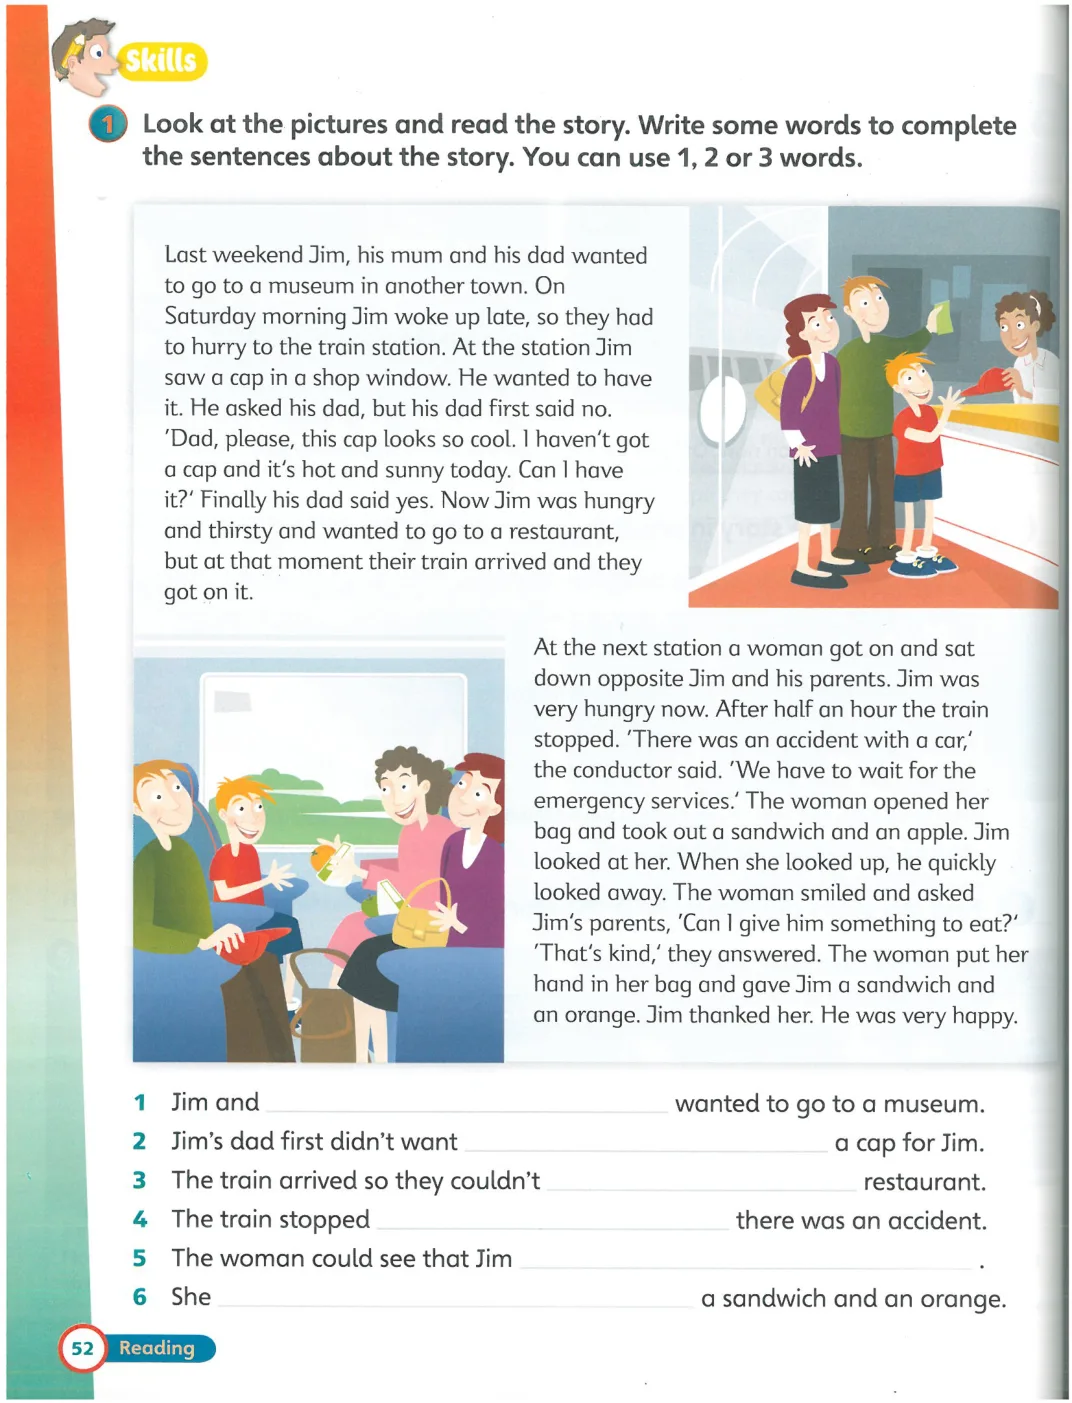 Skills
1 Look at the pictures and read the story. Write some words to complete
the sentences about the story. You can use 1, 2 or 3 words.
Last weekend Jim, his mum and his dad wanted
to go to a museum in another town. On
Saturday morning Jim woke up late, so they had
to hurry to the train station. At the station Jim
saw a cap in a shop window. He wanted to have
it. He asked his dad, but his dad first said no.
'Dad, please, this cap looks so cool. I haven't got
a cap and it's hot and sunny today. Can I have
it?' Finally his dad said yes. Now Jim was hungry
and thirsty and wanted to go to a restaurant,
but at that moment their train arrived and they
got on it.
At the next station a woman got on and sat
down opposite Jim and his parents. Jim was
very hungry now. After half an hour the train
stopped. 'There was an accident with a car,'
the conductor said. 'We have to wait for the
emergency services.' The woman opened her
bag and took out a sandwich and an apple. Jim
looked at her. When she looked up, he quickly
looked away. The woman smiled and asked
Jim's parents, 'Can I give him something to eat?'
'That's kind,' they answered. The woman put her
hand in her bag and gave Jim a sandwich and
an orange. Jim thanked her. He was very happy.
1 Jim and ______ wanted to go to a museum.
2 Jim's dad first didn't want ______ a cap for Jim.
3 The train arrived so they couldn't ______ restaurant.
4 The train stopped ______ there was an accident.
5 The woman could see that Jim ______ .
6 She ______ a sandwich and an orange.
52 Reading